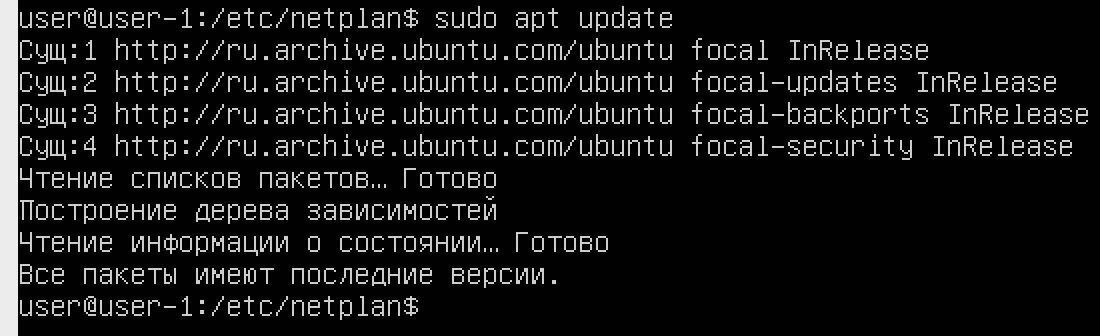 user@user-1:/etc/netplan$ sudo apt update
Сущ:1 http://ru.archive.ubuntu.com/ubuntu focal InRelease
Сущ:2 http://ru.archive.ubuntu.com/ubuntu focal-updates InRelease
Сущ:3 http://ru.archive.ubuntu.com/ubuntu focal-backports InRelease
Сущ:4 http://ru.archive.ubuntu.com/ubuntu focal-security InRelease
Чтение списков пакетов… Готово
Построение дерева зависимостей
Чтение информации о состоянии… Готово
Все пакеты имеют последние версии.
user@user-1:/etc/netplan$